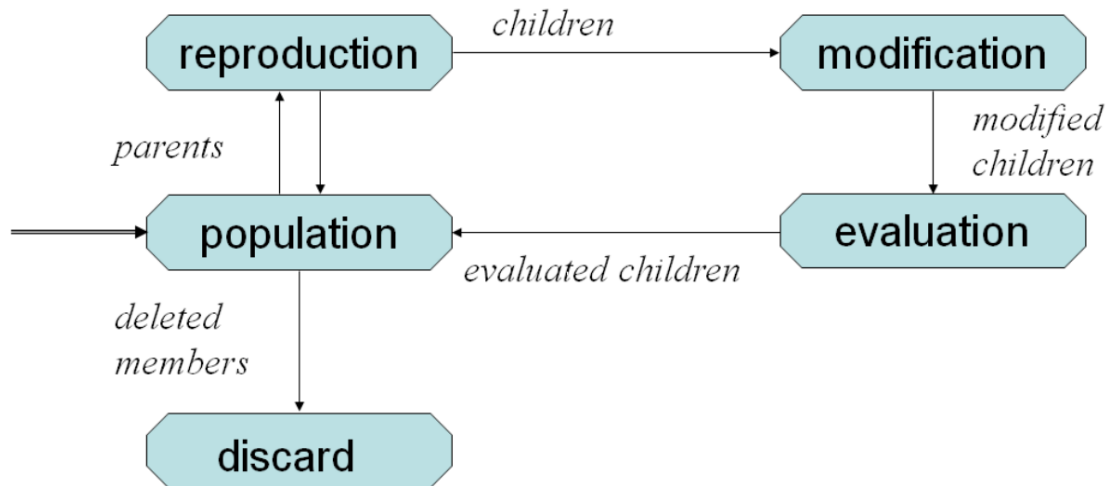 children
reproduction
modification
parents
modified
children
population
evaluation
evaluated children
deleted
members
discard